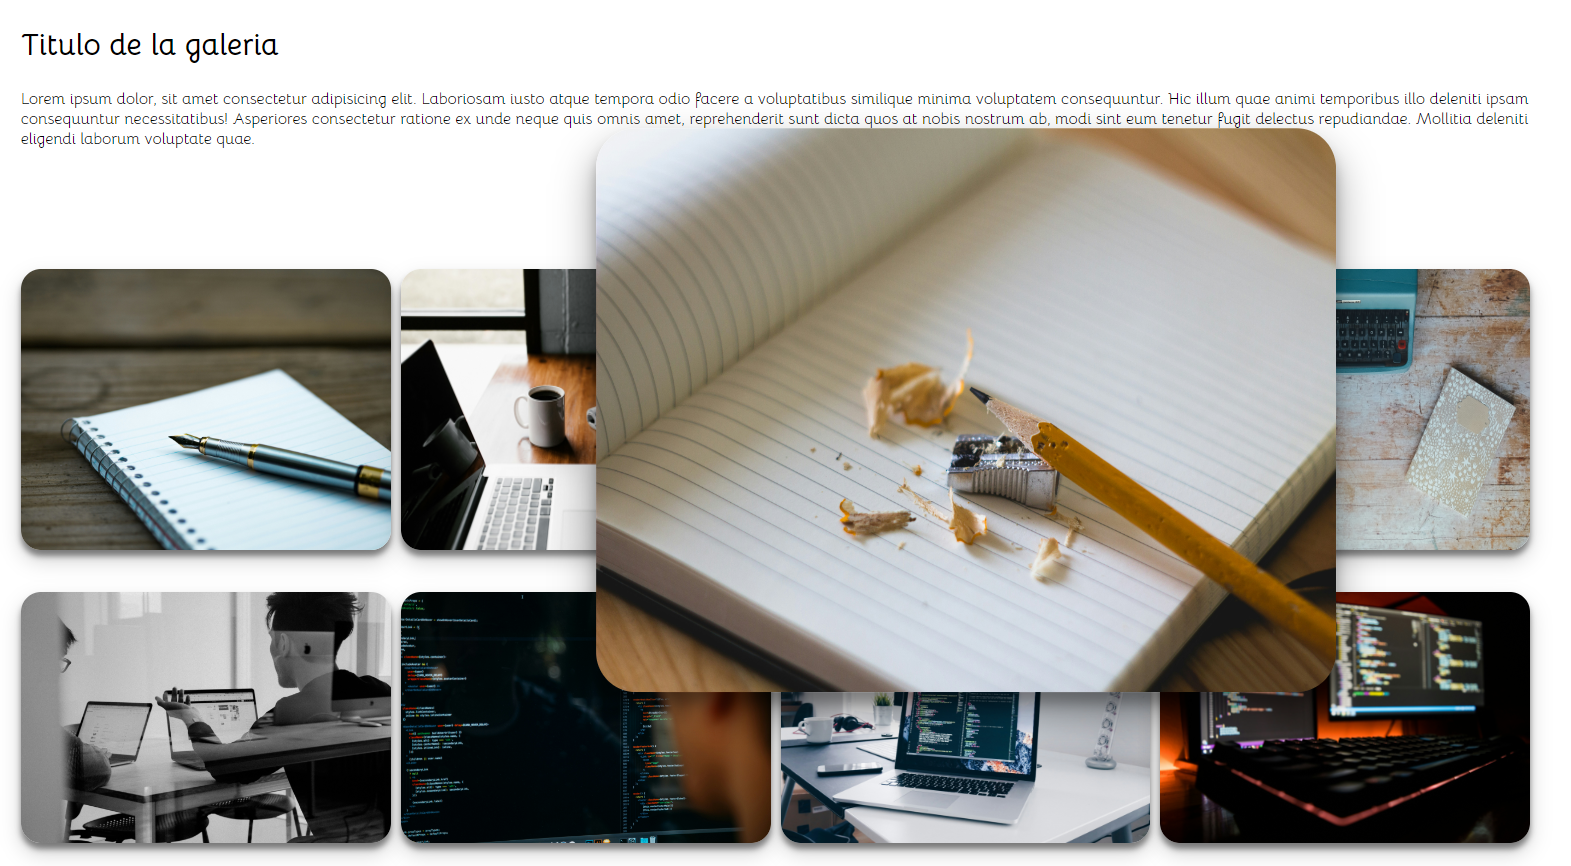 Titulo de la galeria
Lorem ipsum dolor, sit amet consectetur adipisicing elit. Laboriosam iusto atque tempora odio facere a voluptatibus similique minima voluptatem consequuntur. Hic illum quae animi temporibus illo deleniti ipsam
consequuntur necessitatibus! Asperiores consectetur ratione ex unde neque quis omnis amet, reprehenderit sunt dicta quos at nobis nostrum ab, modi sint eum tenetur fugit delectus repudiandae. Mollitia deleniti
eligendi laborum voluptate quae.